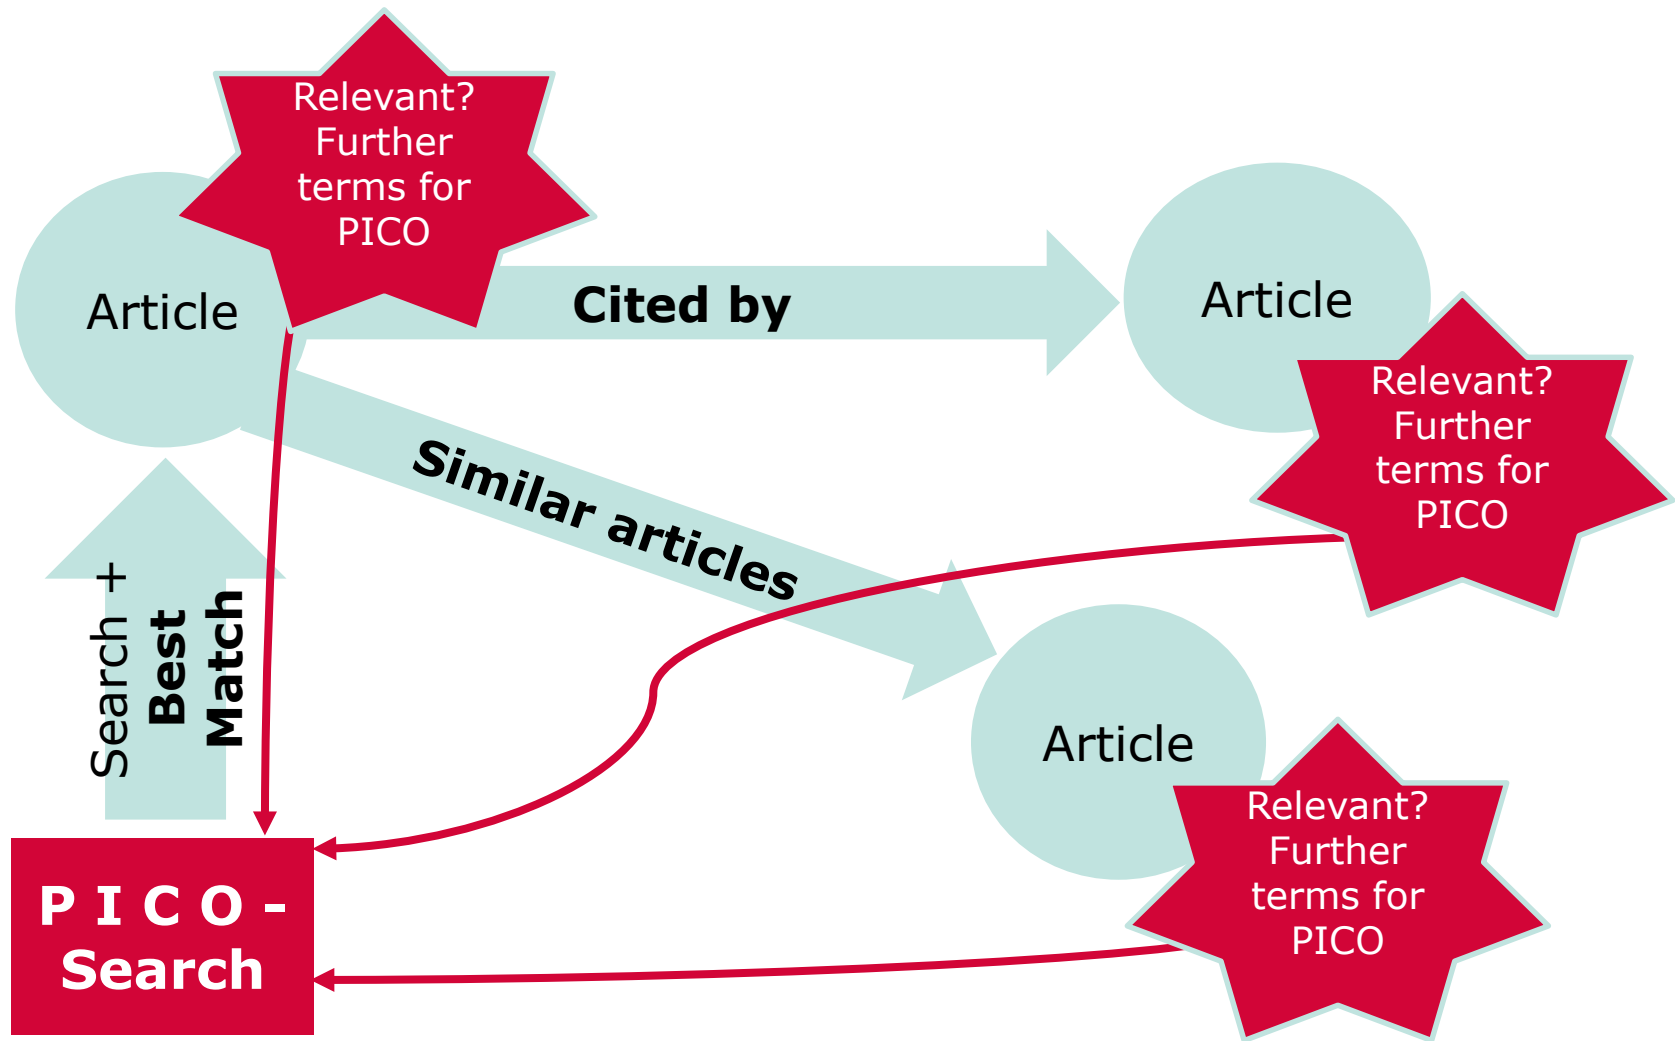 Relevant?
Further
terms for
PICO
Article
Cited by
Article
Relevant?
Further
terms for
PICO
Similar articles
Search +
Best
Match
Article
Relevant?
Further
terms for
PICO
P I C O -
Search